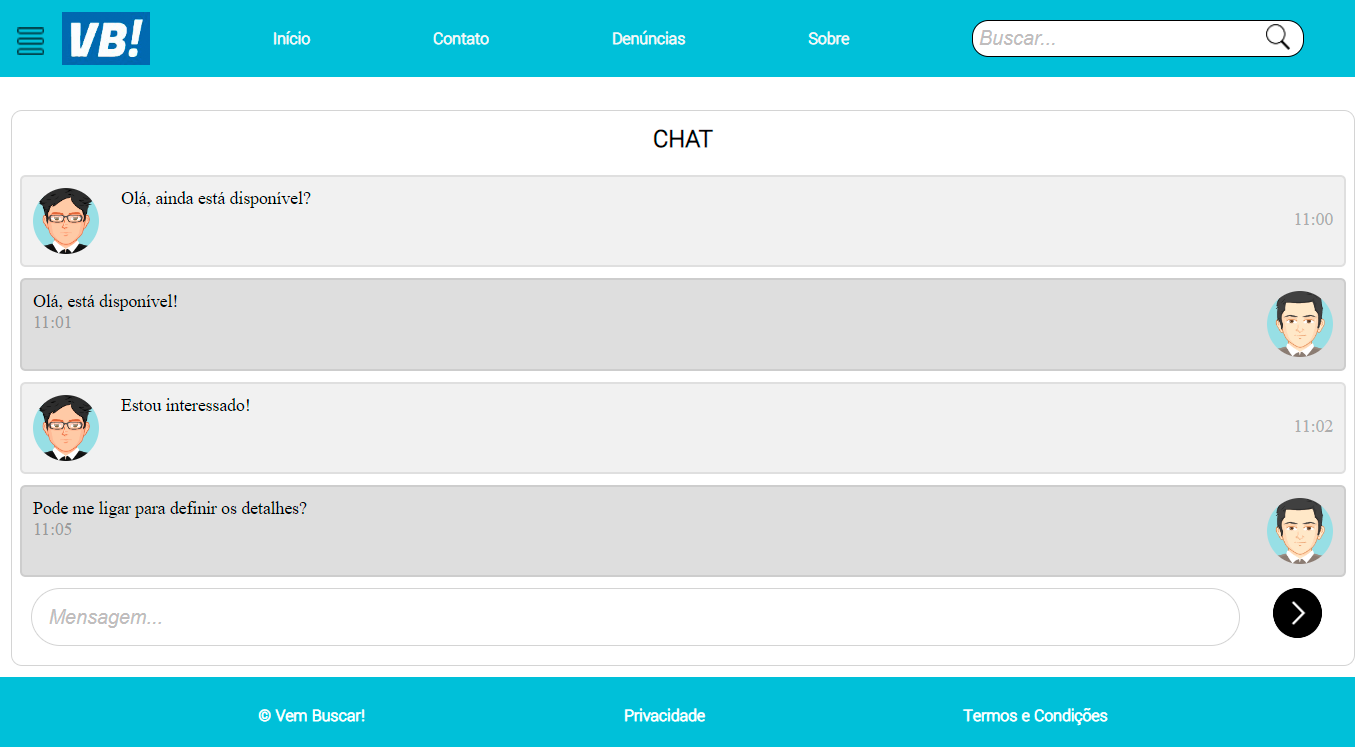 VB!
Início
Contato
Denúncias
Sobre
Buscar...
CHAT
Olá, ainda está disponível?
11:00
Olá, está disponível!
11:01
Estou interessado!
11:02
Pode me ligar para definir os detalhes?
11:05
Mensagem...
© Vem Buscar!
Privacidade
Termos e Condições